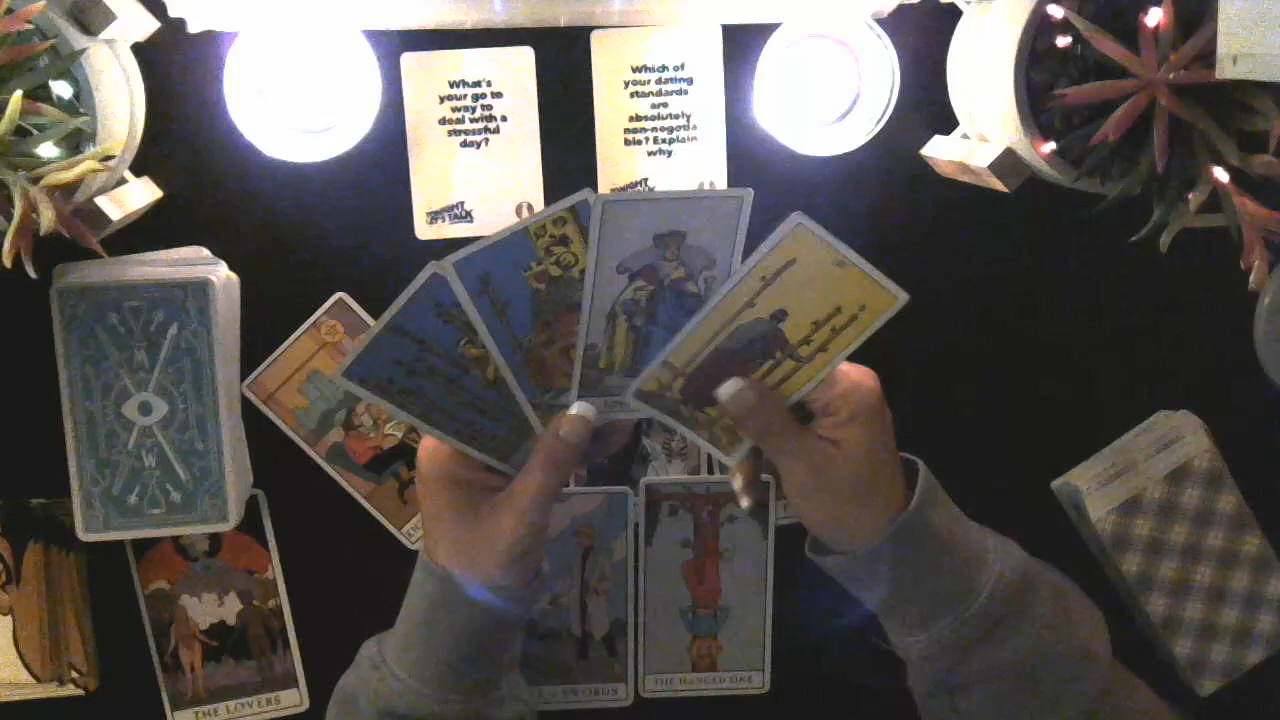 What's
your go to
way to
deal with a
stressful
day?
Which of
your dating
standards
are
absolutely
non-negotia
ble? Explain
why.
SWORDS
THE HANGED ONE
THE LOVERS